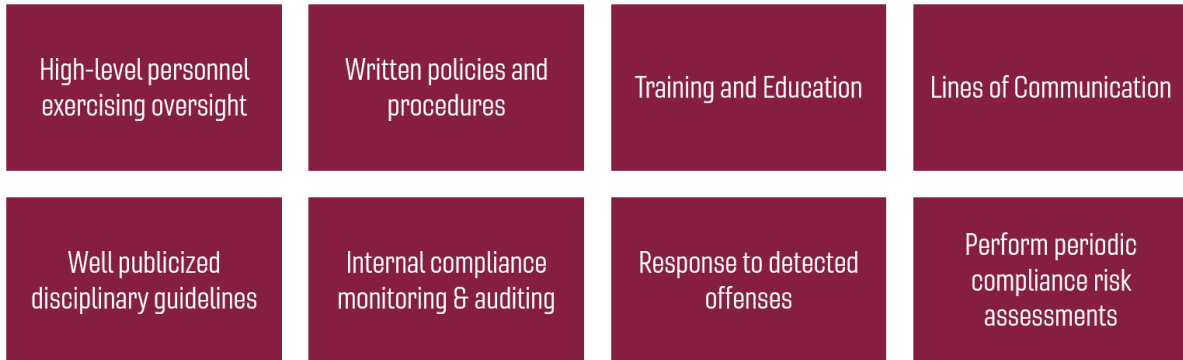 High-level personnel
exercising oversight
Written policies and
procedures
Training and Education
Lines of Communication
Well publicized
disciplinary guidelines
Internal compliance
monitoring & auditing
Response to detected
offenses
Perform periodic
compliance risk
assessments